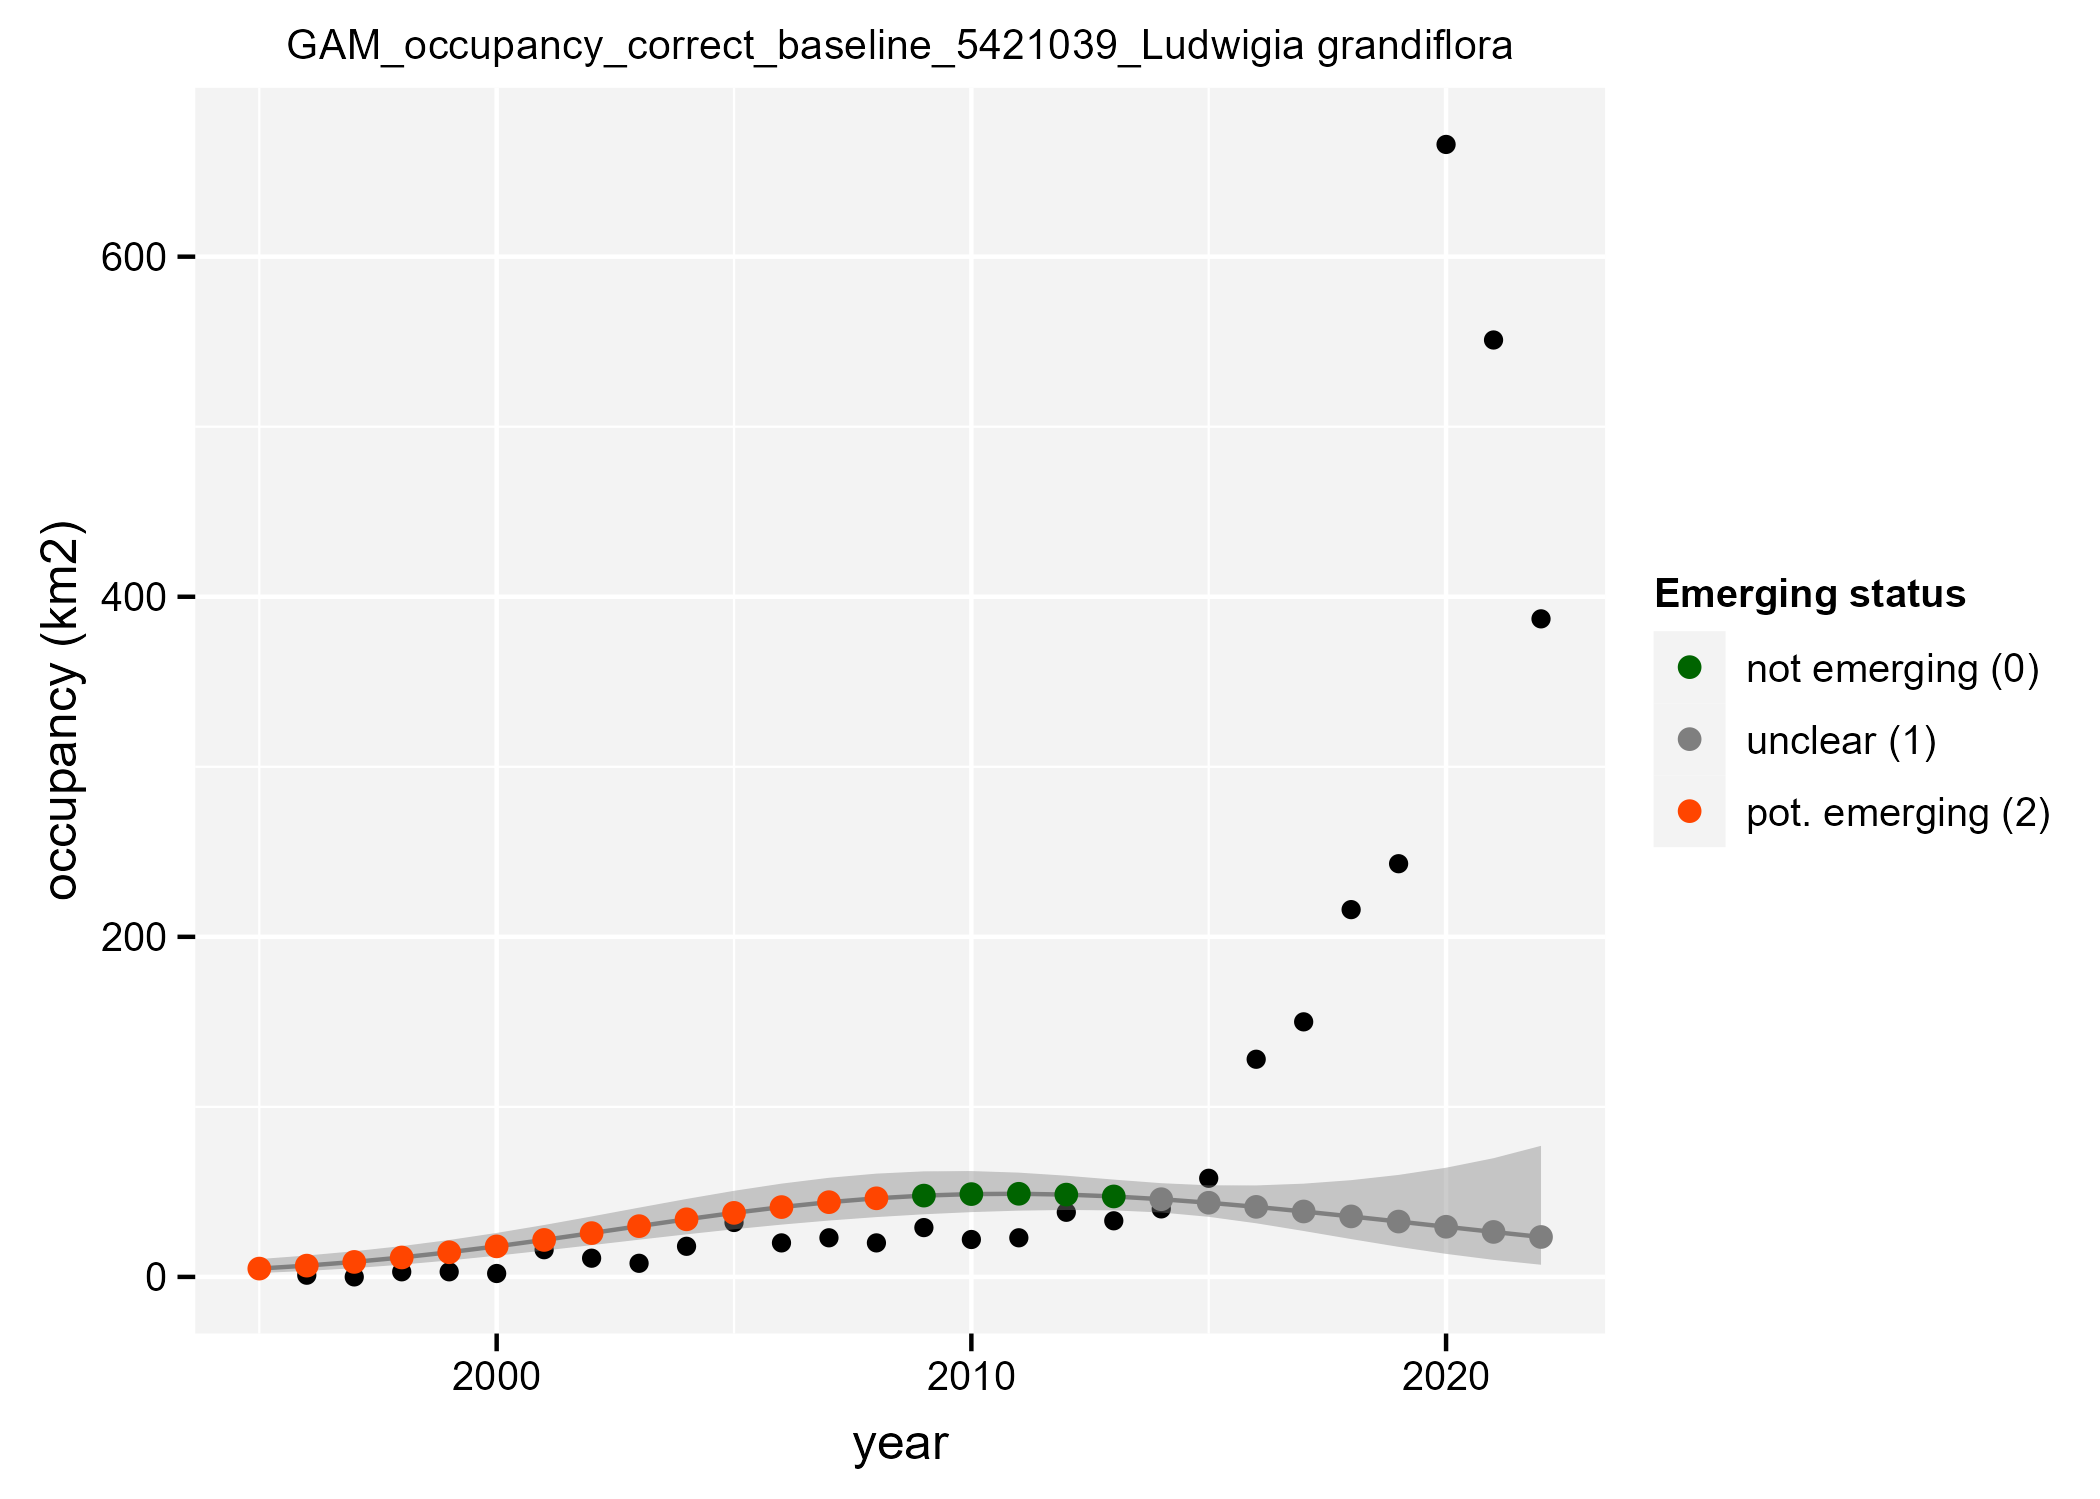 GAM_occupancy_correct_baseline_5421039_Ludwigia grandiflora
occupancy (km2)
600
400
200
0
2000
2010
2020
year
Emerging status
not emerging (0)
unclear (1)
pot. emerging (2)